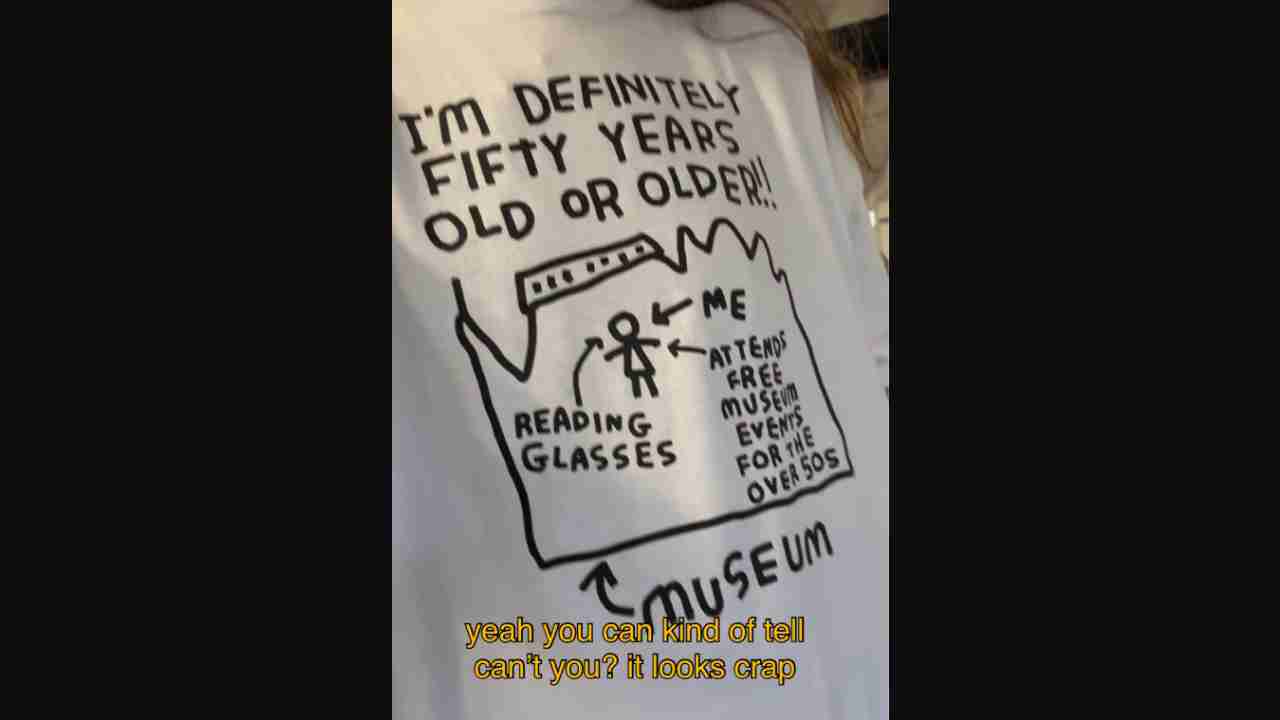 I'M DEFINITELY
FIFTY YEARS
OLD OR OLDER!!
ME
ATTENDS
FREE
MUSEUM
EVENTS
FOR THE
OVER 50S
READING
GLASSES
MUSEUM
yeah you can kind of tell
can't you? it looks crap